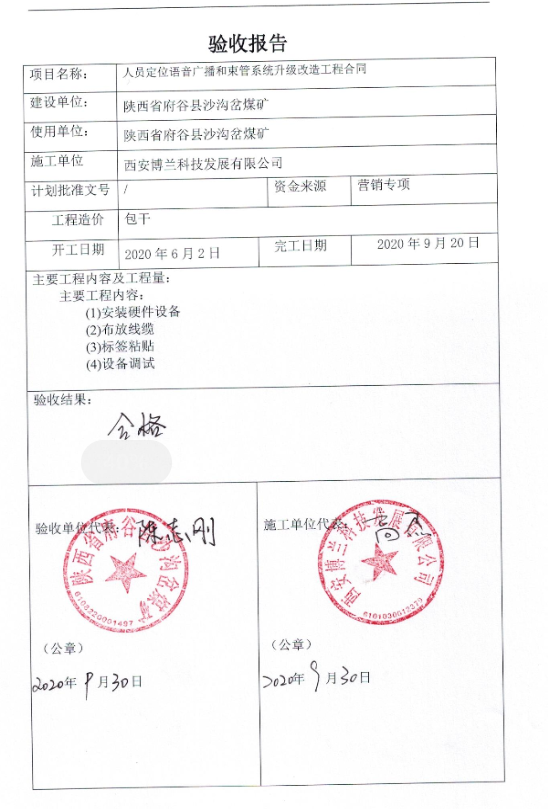 验收报告
项目名称： 人员定位语音广播和束管系统升级改造工程合同
建设单位： 陕西省府谷县沙沟岔煤矿
使用单位： 陕西省府谷县沙沟岔煤矿
施工单位 西安博兰科技发展有限公司
计划批准文号 / 资金来源 营销专项
工程造价 包干
开工日期 2020年6月2日 完工日期 2020年9月20日
主要工程内容及工程量：
主要工程内容：
(1)安装硬件设备
(2)布放线缆
(3)标签粘贴
(4)设备调试
验收结果：
合格
验收单位代表： 陈志刚
施工单位代表：
陕西省府谷县沙沟岔煤矿
6108220001497
西安博兰科技发展有限公司
（公章）
（公章）
2020年9月30日
2020年9月30日